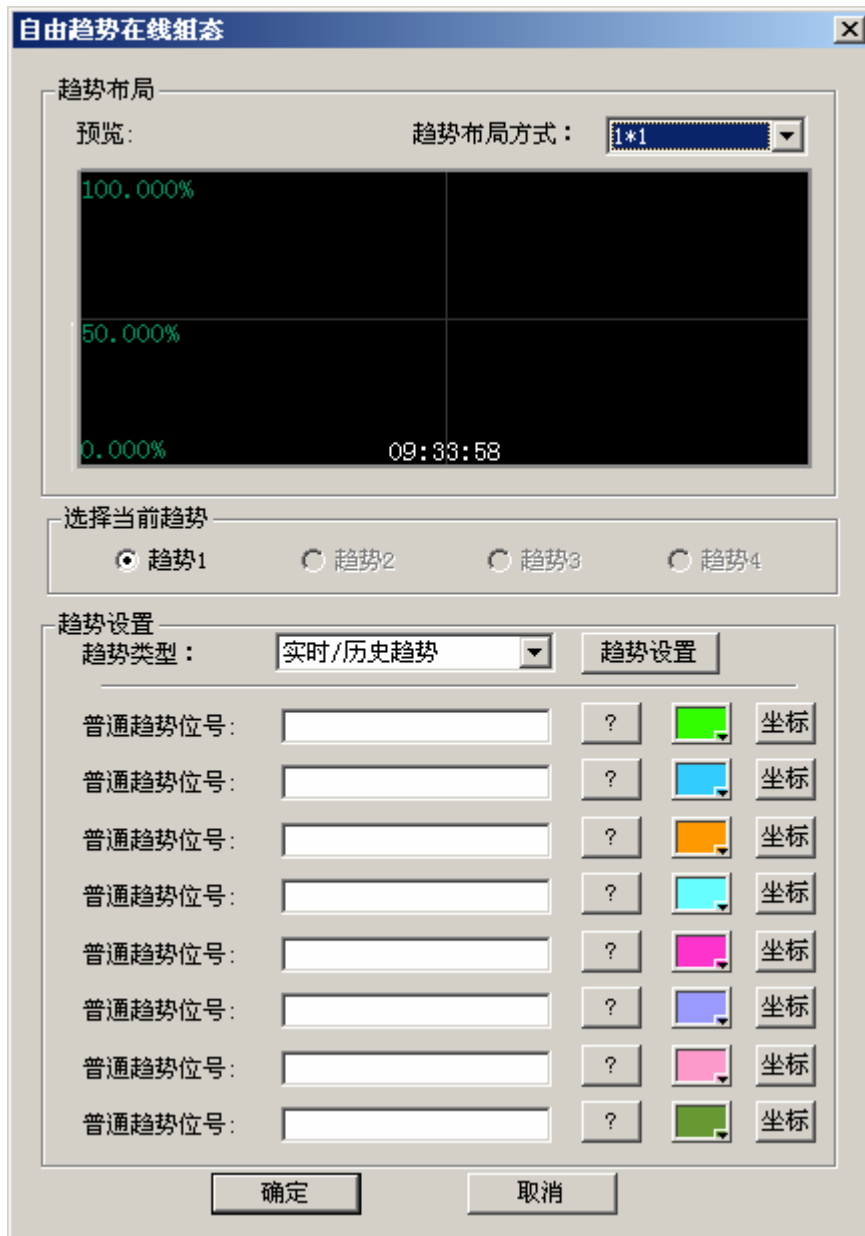 自由趋势在线组态
趋势布局
预览: 趋势布局方式： 1*1
100.000%
50.000%
0.000% 09:33:58
选择当前趋势
趋势1 趋势2 趋势3 趋势4
趋势设置
趋势类型： 实时/历史趋势 趋势设置
普通趋势位号: ? 坐标
普通趋势位号: ? 坐标
普通趋势位号: ? 坐标
普通趋势位号: ? 坐标
普通趋势位号: ? 坐标
普通趋势位号: ? 坐标
普通趋势位号: ? 坐标
普通趋势位号: ? 坐标
确定 取消